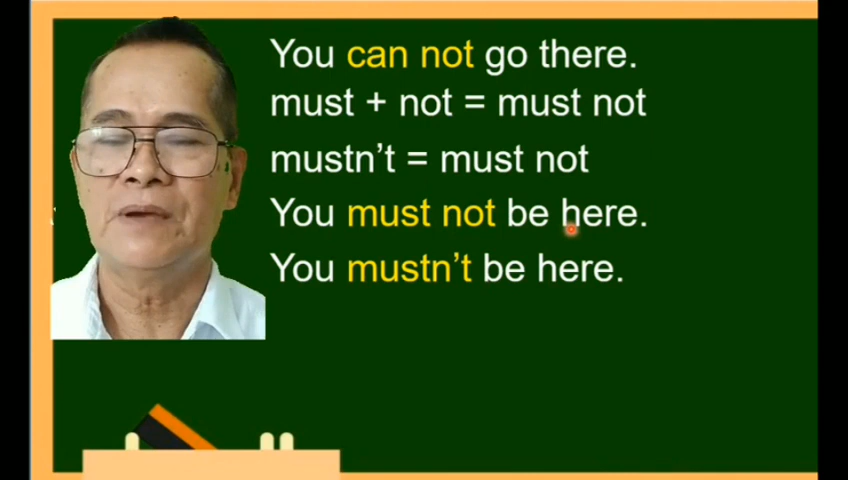 You can not go there.
must + not = must not
mustn't = must not
You must not be here.
You mustn't be here.